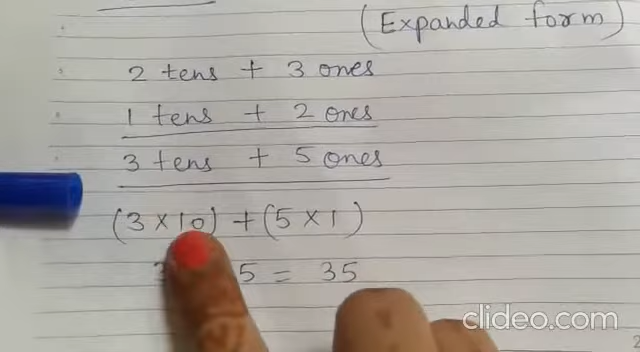 (Expanded form)
2 tens + 3 ones
1 tens + 2 ones
3 tens + 5 ones
(3 × 10) + (5 × 1)
5 = 35
clideo.com
2